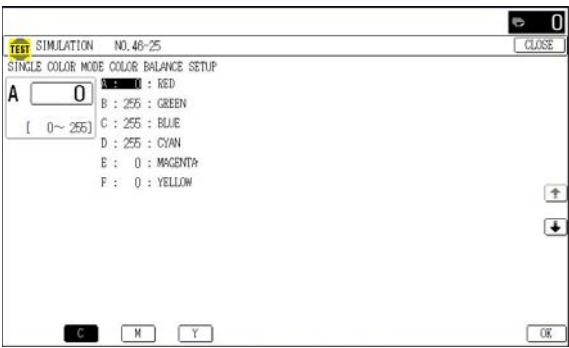 0
TEST SIMULATION NO.46-25 CLOSE
SINGLE COLOR MODE COLOR BALANCE SETUP
A 0
[ 0~ 255]
A : 0 : RED
B : 255 : GREEN
C : 255 : BLUE
D : 255 : CYAN
E : 0 : MAGENTA
F : 0 : YELLOW
C M Y OK